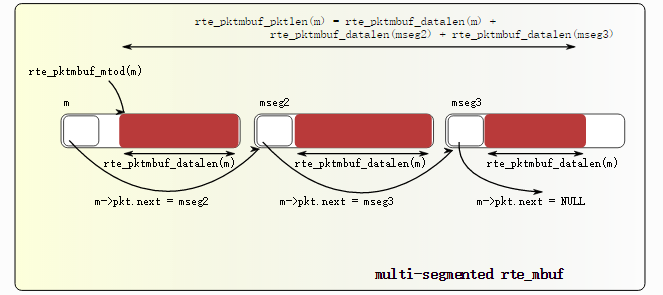 rte_pktmbuf_pktlen(m) = rte_pktmbuf_datalen(m) +
rte_pktmbuf_datalen(mseg2) + rte_pktmbuf_datalen(mseg3)
rte_pktmbuf_mtod(m)
m mseg2 mseg3
rte_pktmbuf_datalen(m) rte_pktmbuf_datalen(m) rte_pktmbuf_datalen(m)
m->pkt.next = mseg2 m->pkt.next = mseg3 m->pkt.next = NULL
multi-segmented rte_mbuf